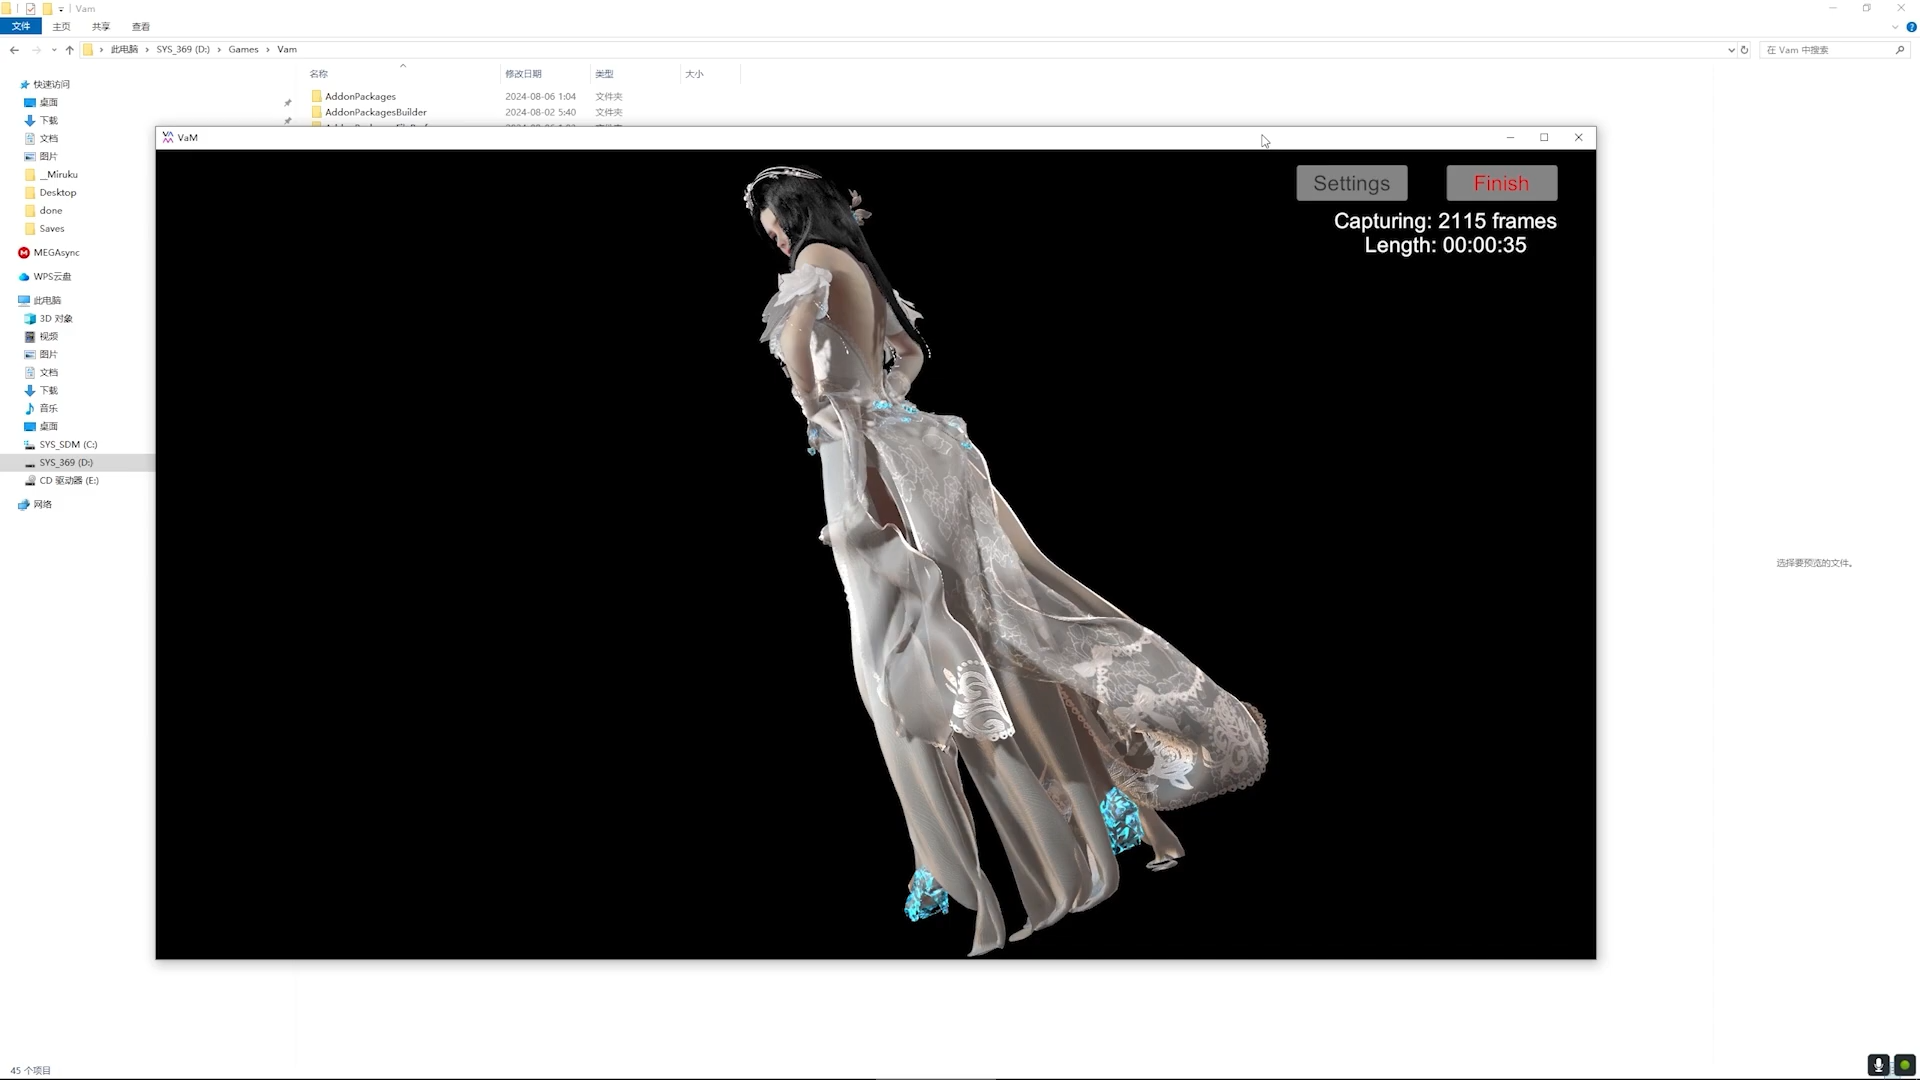 Vam
文件 主页 共享 查看
此电脑 › SYS_369 (D:) › Games › Vam
在 Vam 中搜索
名称 修改日期 类型 大小
AddonPackages 2024-08-06 1:04 文件夹
AddonPackagesBuilder 2024-08-02 5:40 文件夹
快速访问
桌面
下载
文档
图片
__Miruku
Desktop
done
Saves
MEGAsync
WPS云盘
此电脑
3D 对象
视频
图片
文档
下载
音乐
桌面
SYS_SDM (C:)
SYS_369 (D:)
CD 驱动器 (E:)
网络
VaM
Settings
Finish
Capturing: 2115 frames
Length: 00:00:35
选择要预览的文件。
45 个项目